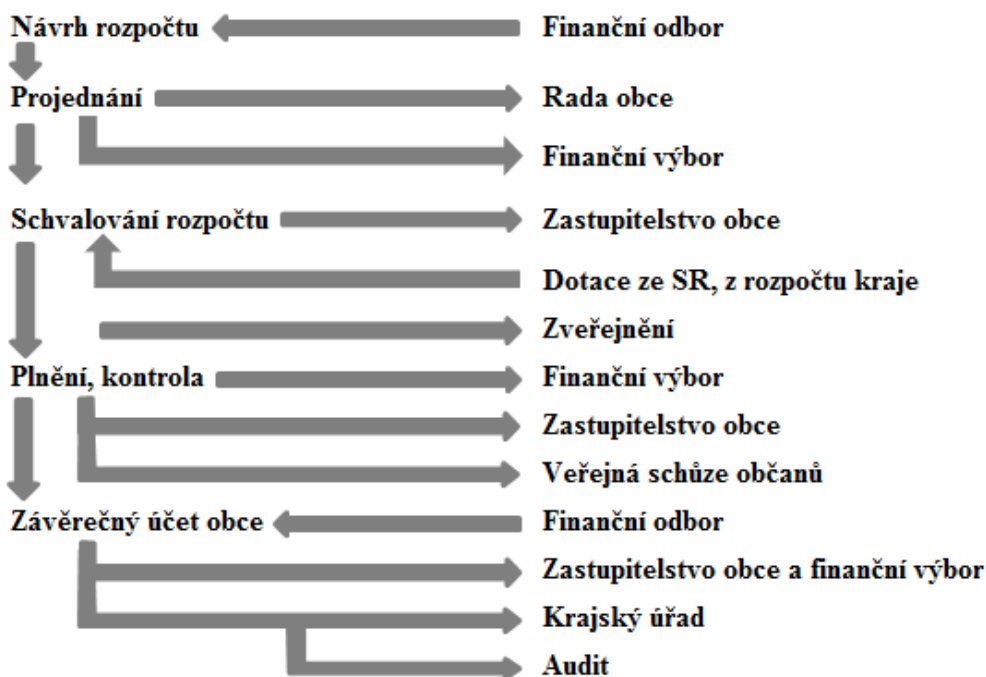 Návrh rozpočtu Finanční odbor
Projednání Rada obce
Finanční výbor
Schvalování rozpočtu Zastupitelstvo obce
Dotace ze SR, z rozpočtu kraje
Zveřejnění
Plnění, kontrola Finanční výbor
Zastupitelstvo obce
Veřejná schůze občanů
Závěrečný účet obce Finanční odbor
Zastupitelstvo obce a finanční výbor
Krajský úřad
Audit